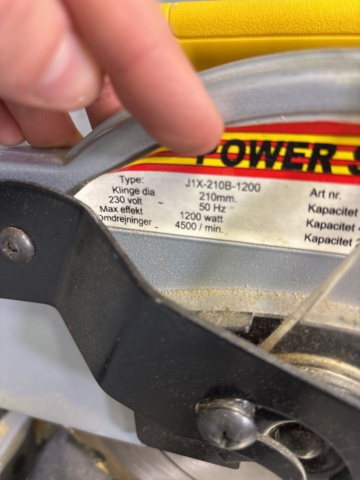 POWER S
Type: J1X-210B-1200
Klinge dia 210mm.
230 volt ~ 50 Hz
Max effekt 1200 watt
Omdrejninger 4500 / min.
Art nr.
Kapacitet
Kapacitet
Kapacitet